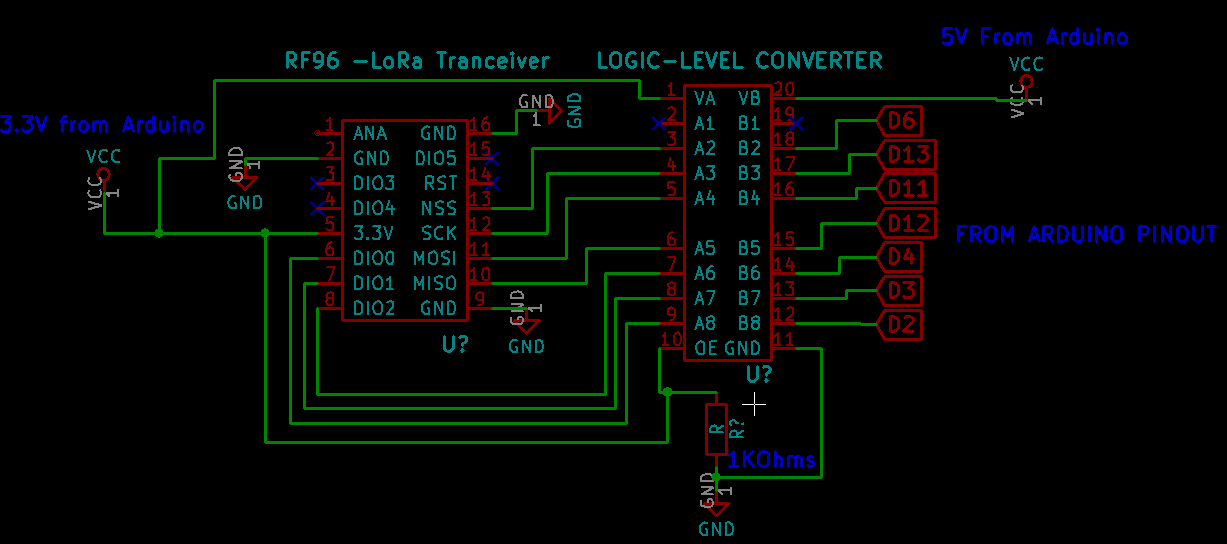 5V From Arduino
RF96 -LoRa Tranceiver
LOGIC-LEVEL CONVERTER
VCC
VCC
1
3.3V from Arduino
VCC
VCC
1
GND
1
GND
GND
1
GND
1 ANA GND 16
2 GND DIO5 15
3 DIO3 RST 14
4 DIO4 NSS 13
5 3.3V SCK 12
6 DIO0 MOSI 11
7 DIO1 MISO 10
8 DIO2 GND 9
U?
GND
1
GND
1 VA VB 20
2 A1 B1 19
3 A2 B2 18
4 A3 B3 17
5 A4 B4 16
6 A5 B5 15
7 A6 B6 14
8 A7 B7 13
9 A8 B8 12
10 OE GND 11
U?
D6
D13
D11
D12
D4
D3
D2
FROM ARDUINO PINOUT
R
R?
1KOhms
GND
1
GND